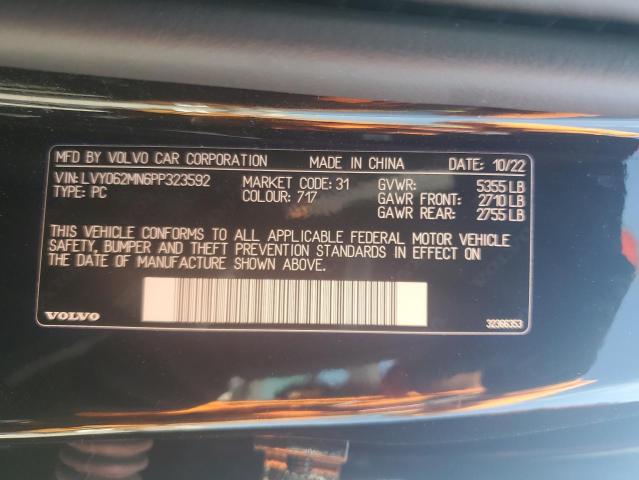 MFD BY VOLVO CAR CORPORATION MADE IN CHINA DATE: 10/22
VIN:LVY062MN6PP323592 MARKET CODE: 31 GVWR: 5355 LB
TYPE: PC COLOUR: 717 GAWR FRONT: 2710 LB
GAWR REAR: 2755 LB
THIS VEHICLE CONFORMS TO ALL APPLICABLE FEDERAL MOTOR VEHICLE
SAFETY, BUMPER AND THEFT PREVENTION STANDARDS IN EFFECT ON
THE DATE OF MANUFACTURE SHOWN ABOVE.
VOLVO 32366353